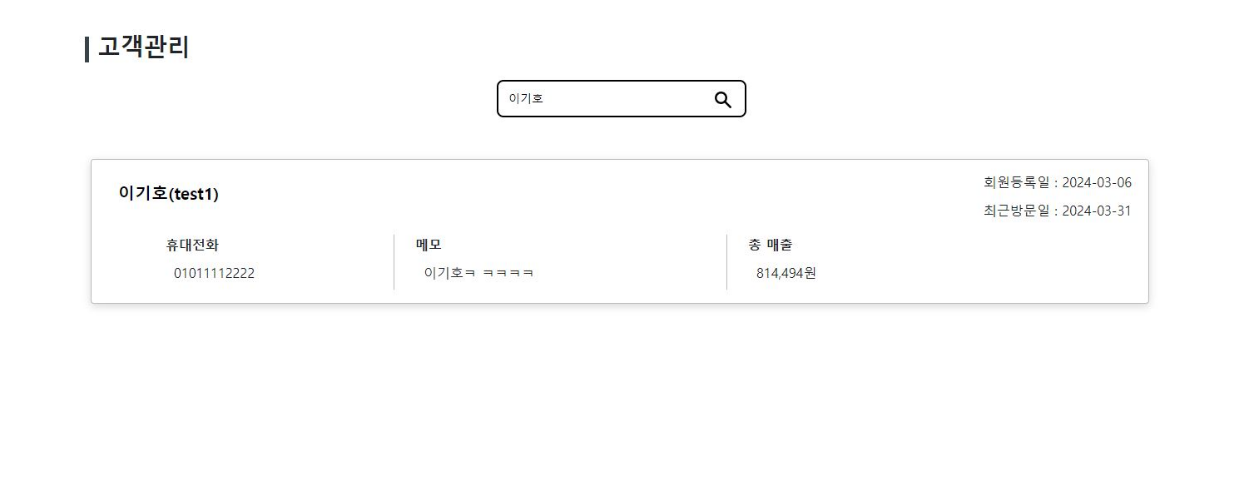 고객관리
이기호
이기호(test1)
회원등록일 : 2024-03-06
최근방문일 : 2024-03-31
휴대전화
01011112222
메모
이기호ㅋ ㅋㅋㅋㅋ
총 매출
814,494원